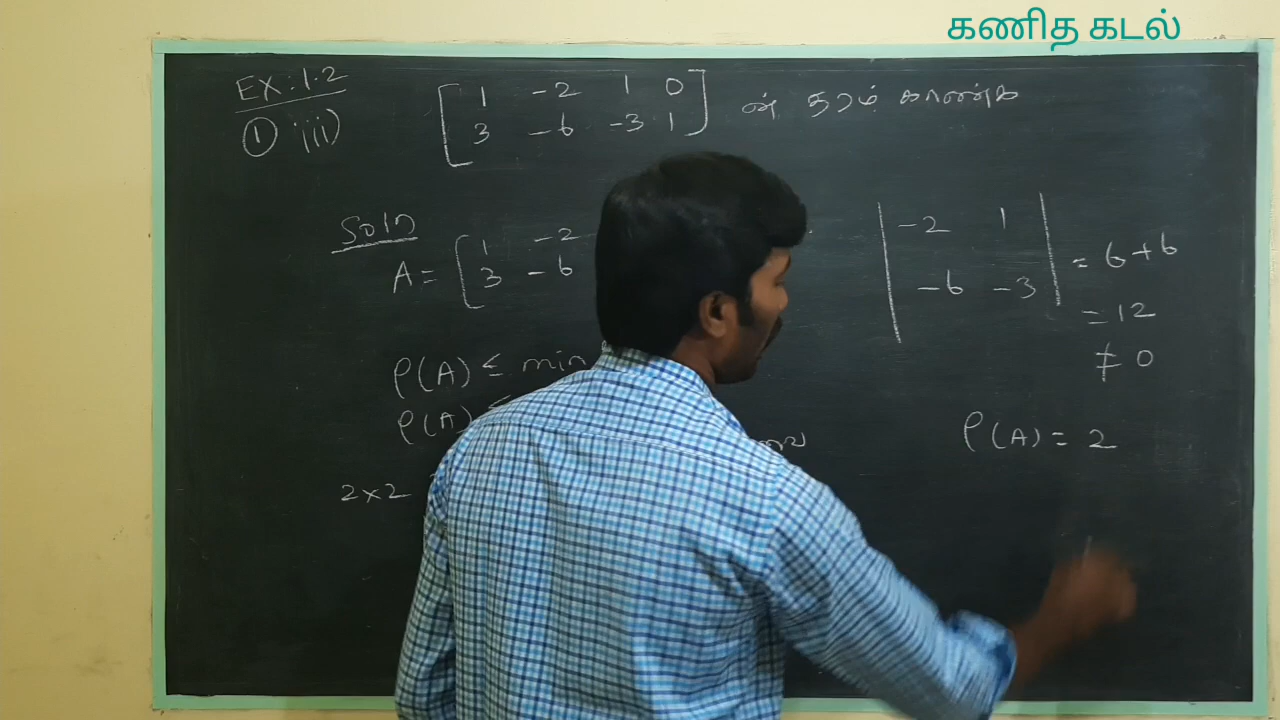 கணித கடல்
EX: 1.2
① iii)
[ 1 -2 1 0
3 -6 -3 1 ] ன் தரம் காண்க
Soln
A = [ 1 -2
3 -6
ρ(A) ≤ min
ρ(A) ≤
2×2
| -2 1
-6 -3 | = 6+6
= 12
≠ 0
ρ(A) = 2